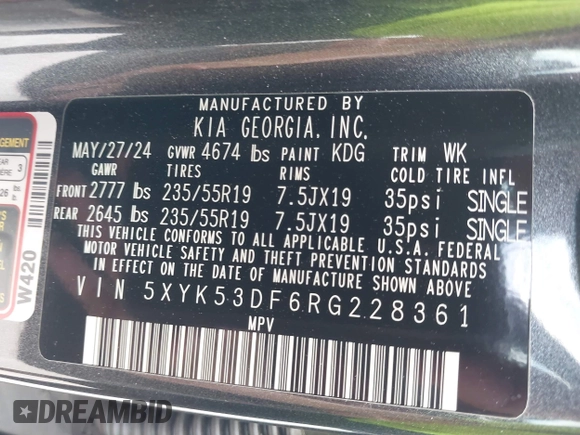 MANUFACTURED BY
KIA GEORGIA, INC.
MAY/27/24 GVWR 4674 lbs PAINT KDG TRIM WK
GAWR TIRES RIMS COLD TIRE INFL
FRONT 2777 lbs 235/55R19 7.5JX19 35psi SINGLE
REAR 2645 lbs 235/55R19 7.5JX19 35psi SINGLE
THIS VEHICLE CONFORMS TO ALL APPLICABLE U.S.A. FEDERAL
MOTOR VEHICLE SAFETY AND THEFT PREVENTION STANDARDS
IN EFFECT ON THE DATE OF MANUFACTURE SHOWN ABOVE.
VIN 5XYK53DF6RG228361
MPV
W420
3
26
DREAMBID